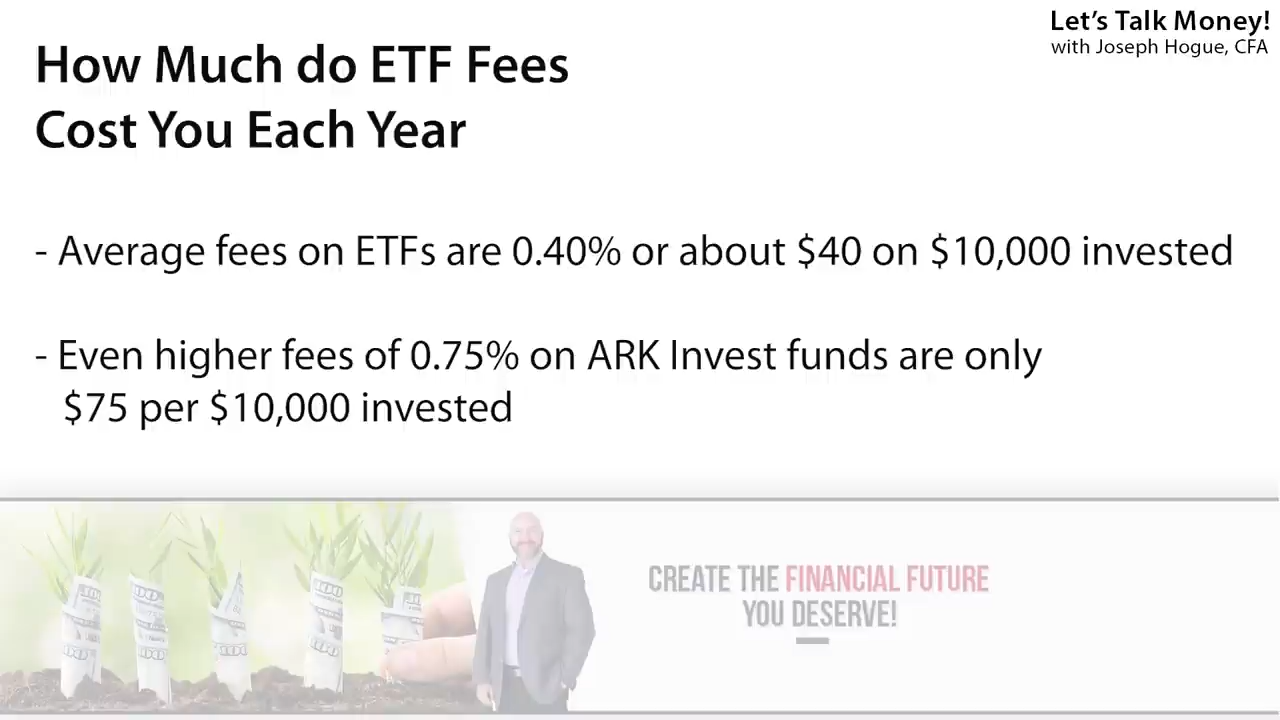 Let's Talk Money!
with Joseph Hogue, CFA
How Much do ETF Fees
Cost You Each Year
- Average fees on ETFs are 0.40% or about $40 on $10,000 invested
- Even higher fees of 0.75% on ARK Invest funds are only
$75 per $10,000 invested
CREATE THE FINANCIAL FUTURE
YOU DESERVE!